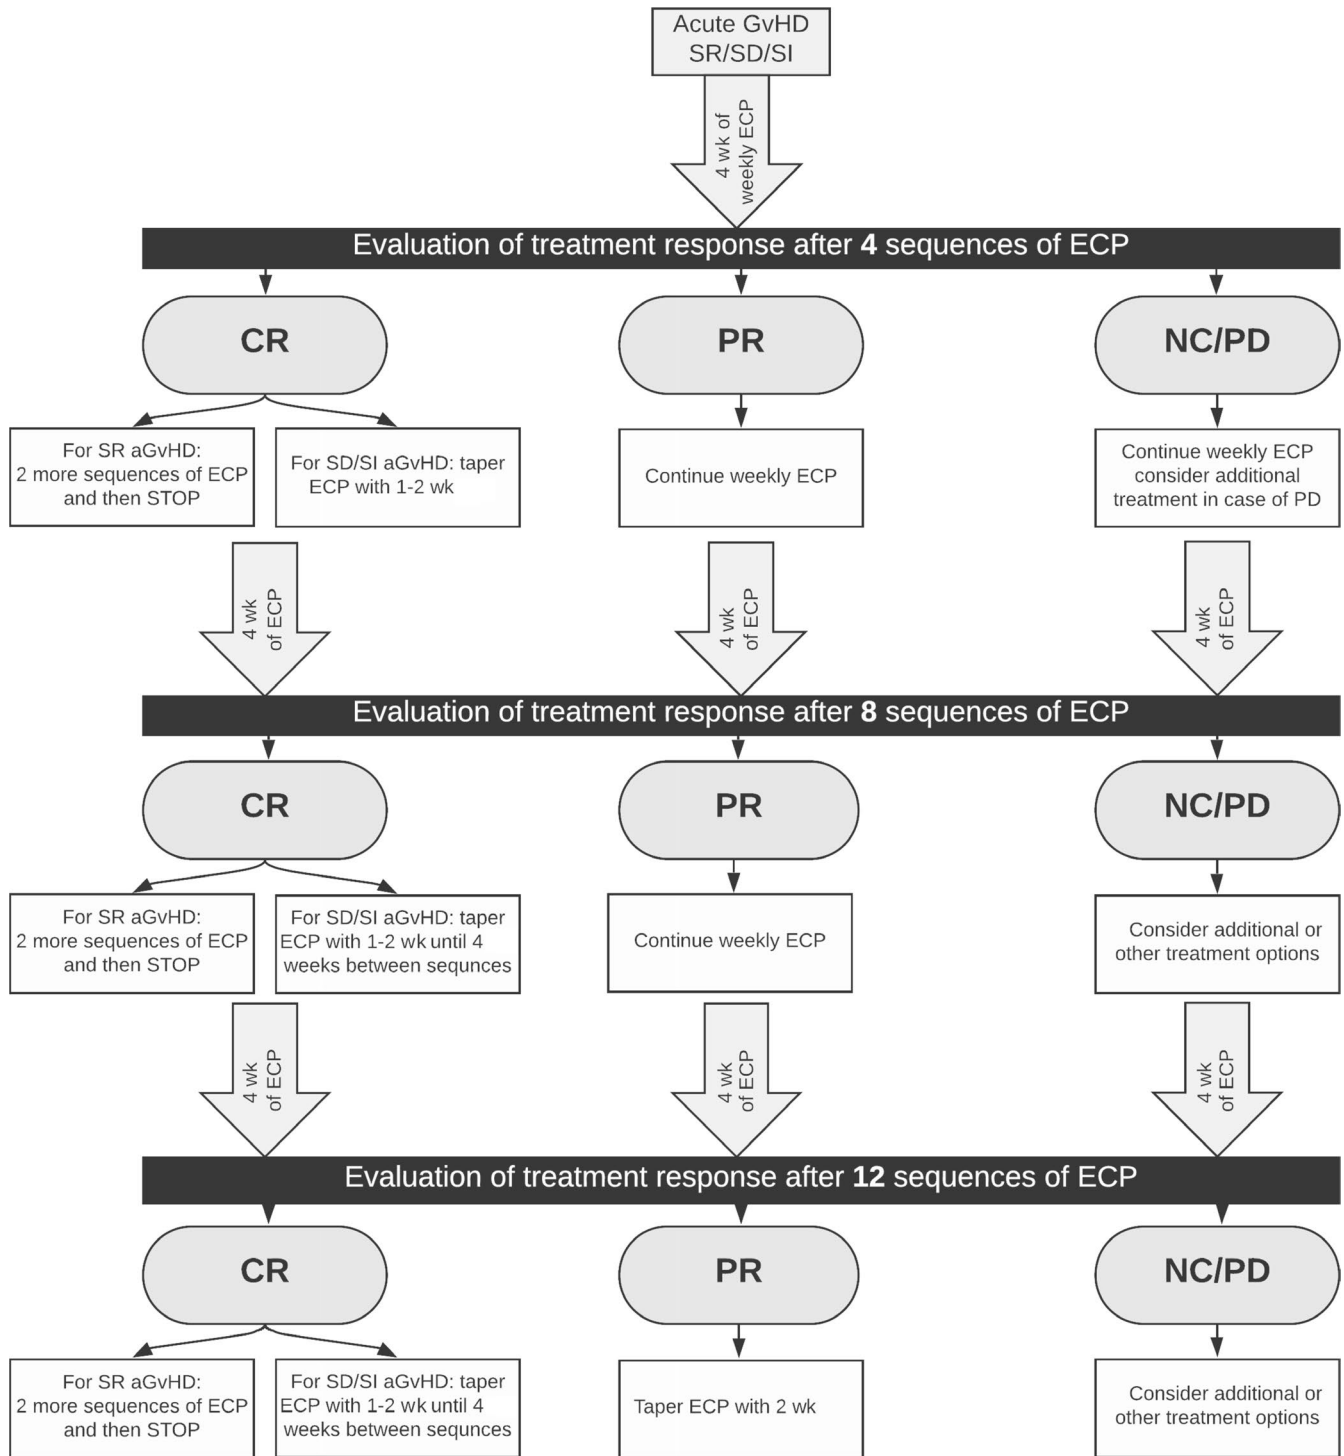 Acute GvHD
SR/SD/SI
4 wk of
weekly ECP
Evaluation of treatment response after 4 sequences of ECP
CR
PR
NC/PD
For SR aGvHD:
2 more sequences of ECP
and then STOP
For SD/SI aGvHD: taper
ECP with 1-2 wk
Continue weekly ECP
Continue weekly ECP
consider additional
treatment in case of PD
4 wk
of ECP
4 wk
of ECP
4 wk
of ECP
Evaluation of treatment response after 8 sequences of ECP
CR
PR
NC/PD
For SR aGvHD:
2 more sequences of ECP
and then STOP
For SD/SI aGvHD: taper
ECP with 1-2 wk until 4
weeks between sequnces
Continue weekly ECP
Consider additional or
other treatment options
4 wk
of ECP
4 wk
of ECP
4 wk
of ECP
Evaluation of treatment response after 12 sequences of ECP
CR
PR
NC/PD
For SR aGvHD:
2 more sequences of ECP
and then STOP
For SD/SI aGvHD: taper
ECP with 1-2 wk until 4
weeks between sequnces
Taper ECP with 2 wk
Consider additional or
other treatment options